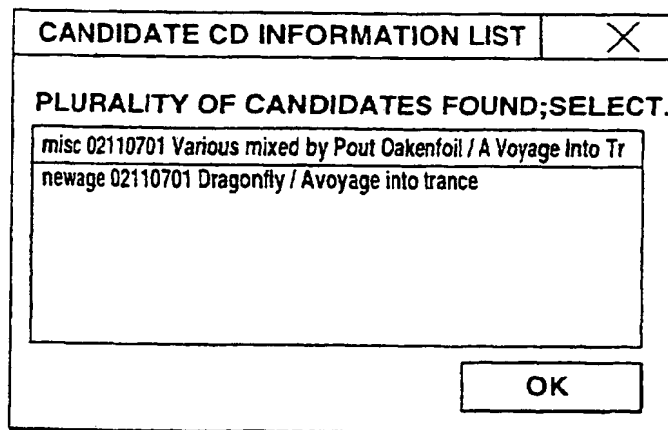 CANDIDATE CD INFORMATION LIST
PLURALITY OF CANDIDATES FOUND;SELECT.
misc 02110701 Various mixed by Pout Oakenfoil / A Voyage Into Tr
newage 02110701 Dragonfly / Avoyage into trance
OK